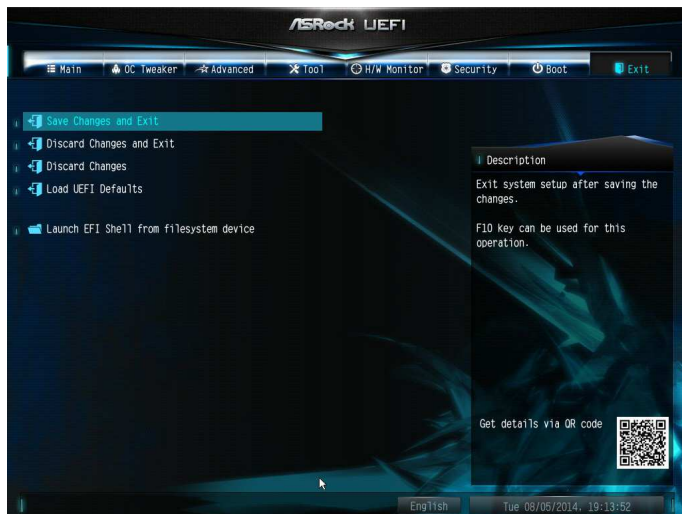 ASRock UEFI
Main OC Tweaker Advanced Tool H/W Monitor Security Boot Exit
Save Changes and Exit
Discard Changes and Exit
Discard Changes
Load UEFI Defaults
Launch EFI Shell from filesystem device
Description
Exit system setup after saving the
changes.
F10 key can be used for this
operation.
Get details via QR code
English
Tue 08/05/2014. 19:13:52